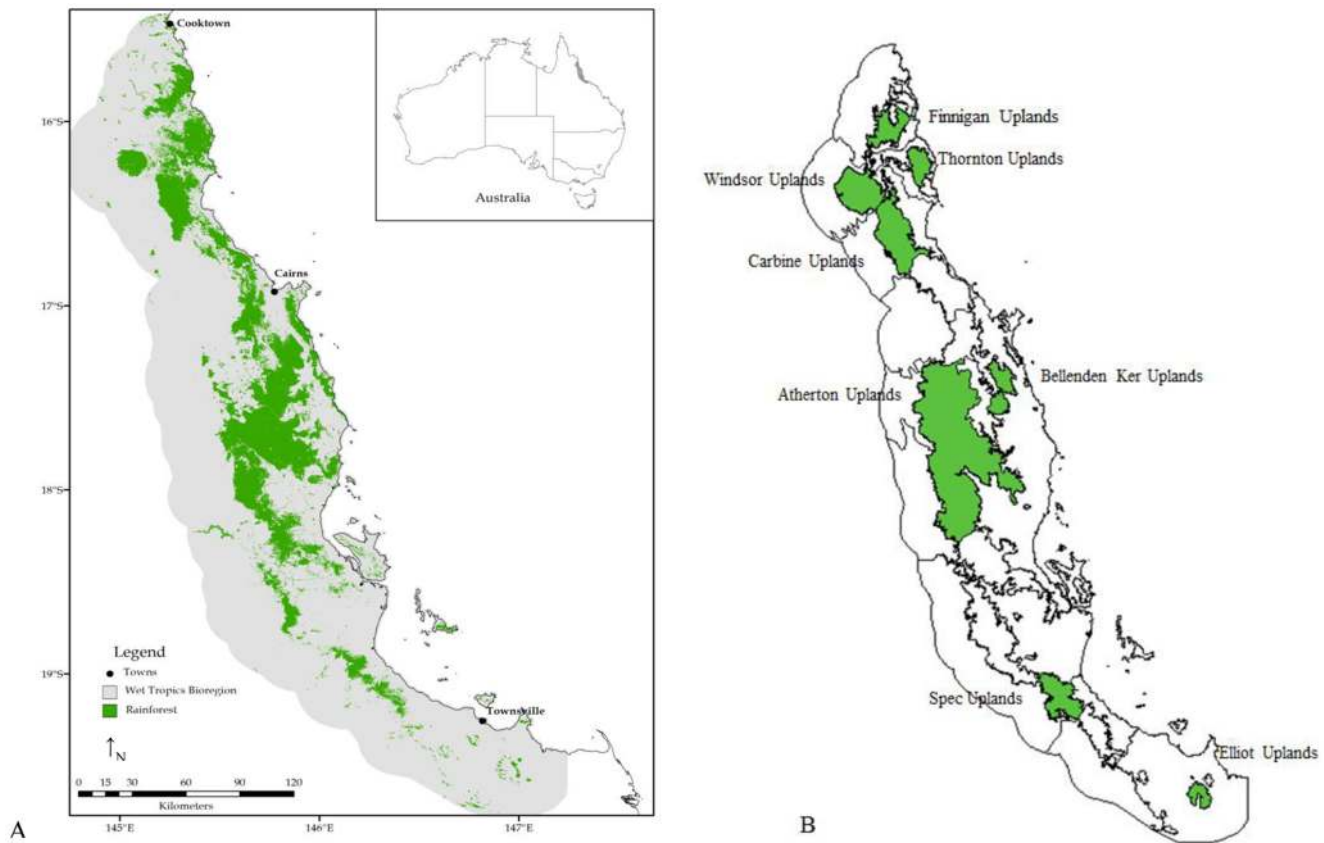 Cooktown
16°S
Cairns
17°S
18°S
19°S
Townsville
Australia
Legend
Towns
Wet Tropics Bioregion
Rainforest
N
0 15 30 60 90 120
Kilometers
145°E
146°E
147°E
A
Finnigan Uplands
Thornton Uplands
Windsor Uplands
Carbine Uplands
Bellenden Ker Uplands
Atherton Uplands
Spec Uplands
Elliot Uplands
B